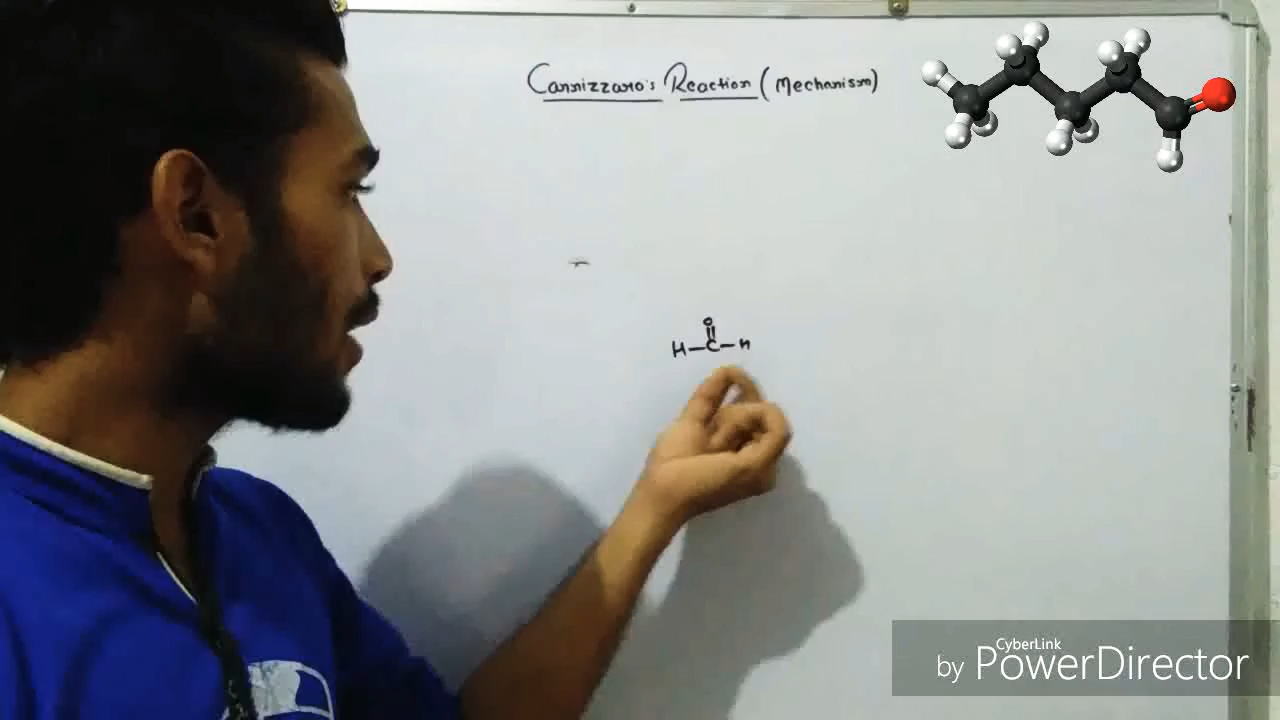 Cannizzaro's Reaction (Mechanism)
O
H-C-H
CyberLink
by PowerDirector